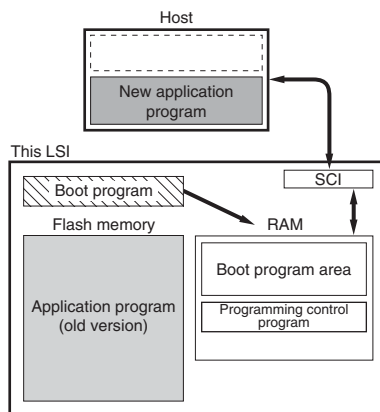 Host
New application
program
This LSI
SCI
Boot program
Flash memory
RAM
Boot program area
Application program
(old version)
Programming control
program